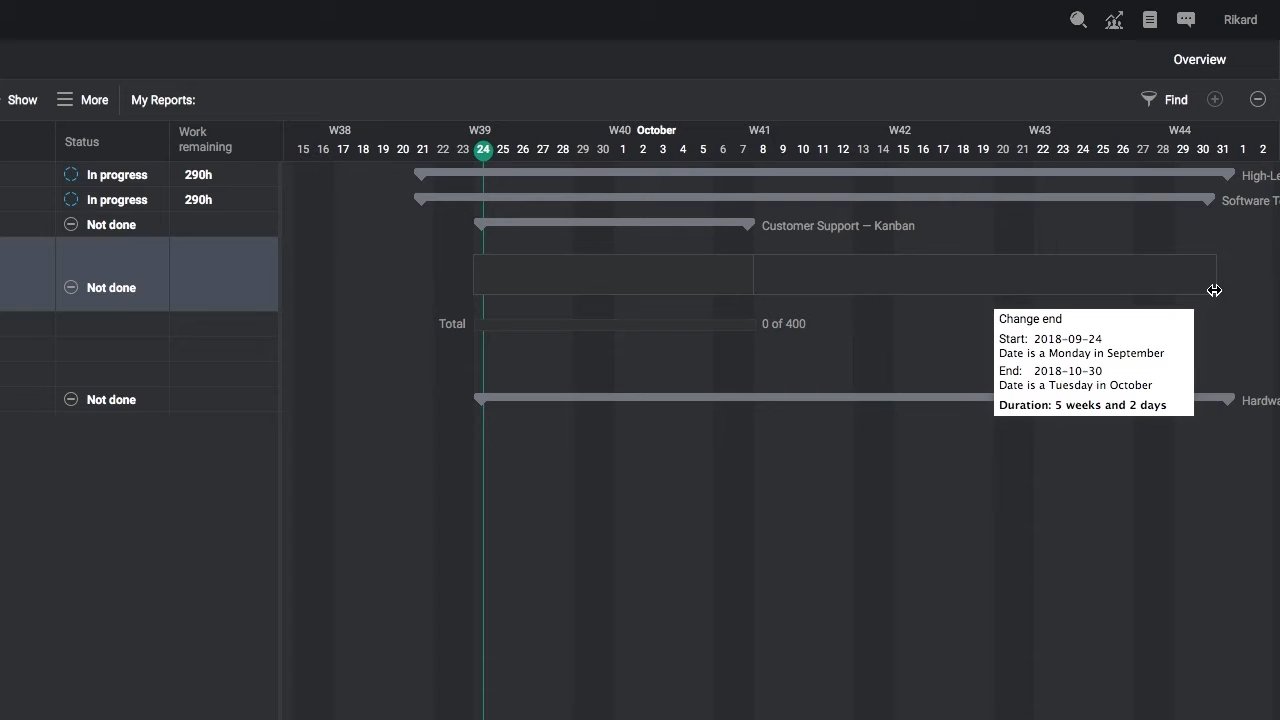 Rikard
Overview
Show More My Reports: Find
Status Work remaining
W38 W39 W40 October W41 W42 W43 W44
15 16 17 18 19 20 21 22 23 24 25 26 27 28 29 30 1 2 3 4 5 6 7 8 9 10 11 12 13 14 15 16 17 18 19 20 21 22 23 24 25 26 27 28 29 30 31 1 2
In progress 290h High-Le
In progress 290h Software T
Not done Customer Support – Kanban
Not done
Total 0 of 400
Change end
Start: 2018-09-24
Date is a Monday in September
End: 2018-10-30
Date is a Tuesday in October
Duration: 5 weeks and 2 days
Not done Hardwa